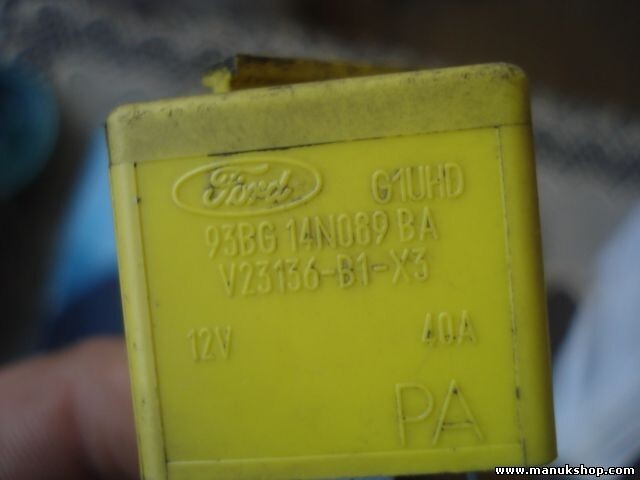 Ford G1UHD
93BG 14N089 BA
V23136-B1-X3
12V 40A
PA
www.manukshop.com